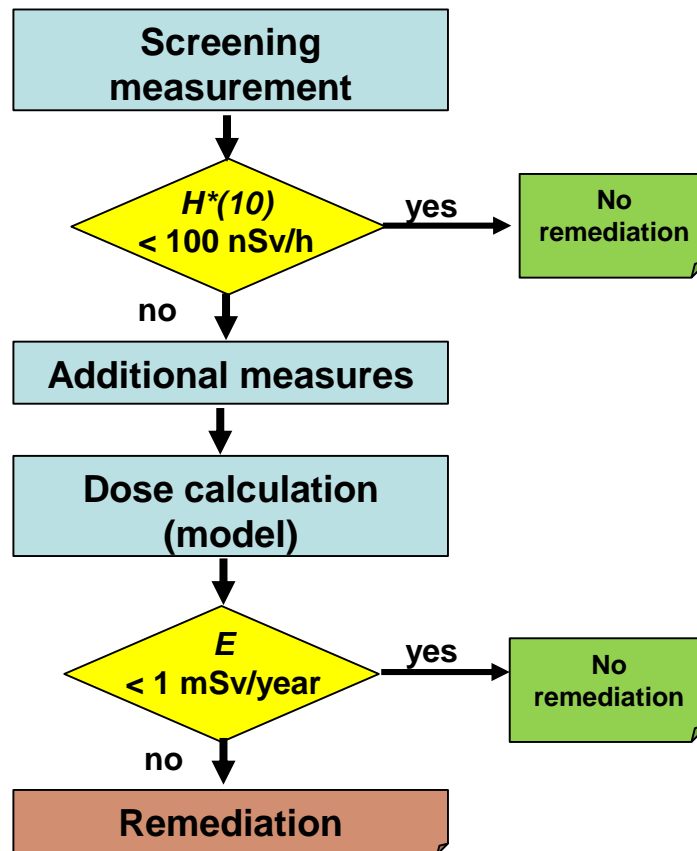 Screening
measurement
H*(10)
< 100 nSv/h
yes
No
remediation
no
Additional measures
Dose calculation
(model)
E
< 1 mSv/year
yes
No
remediation
no
Remediation